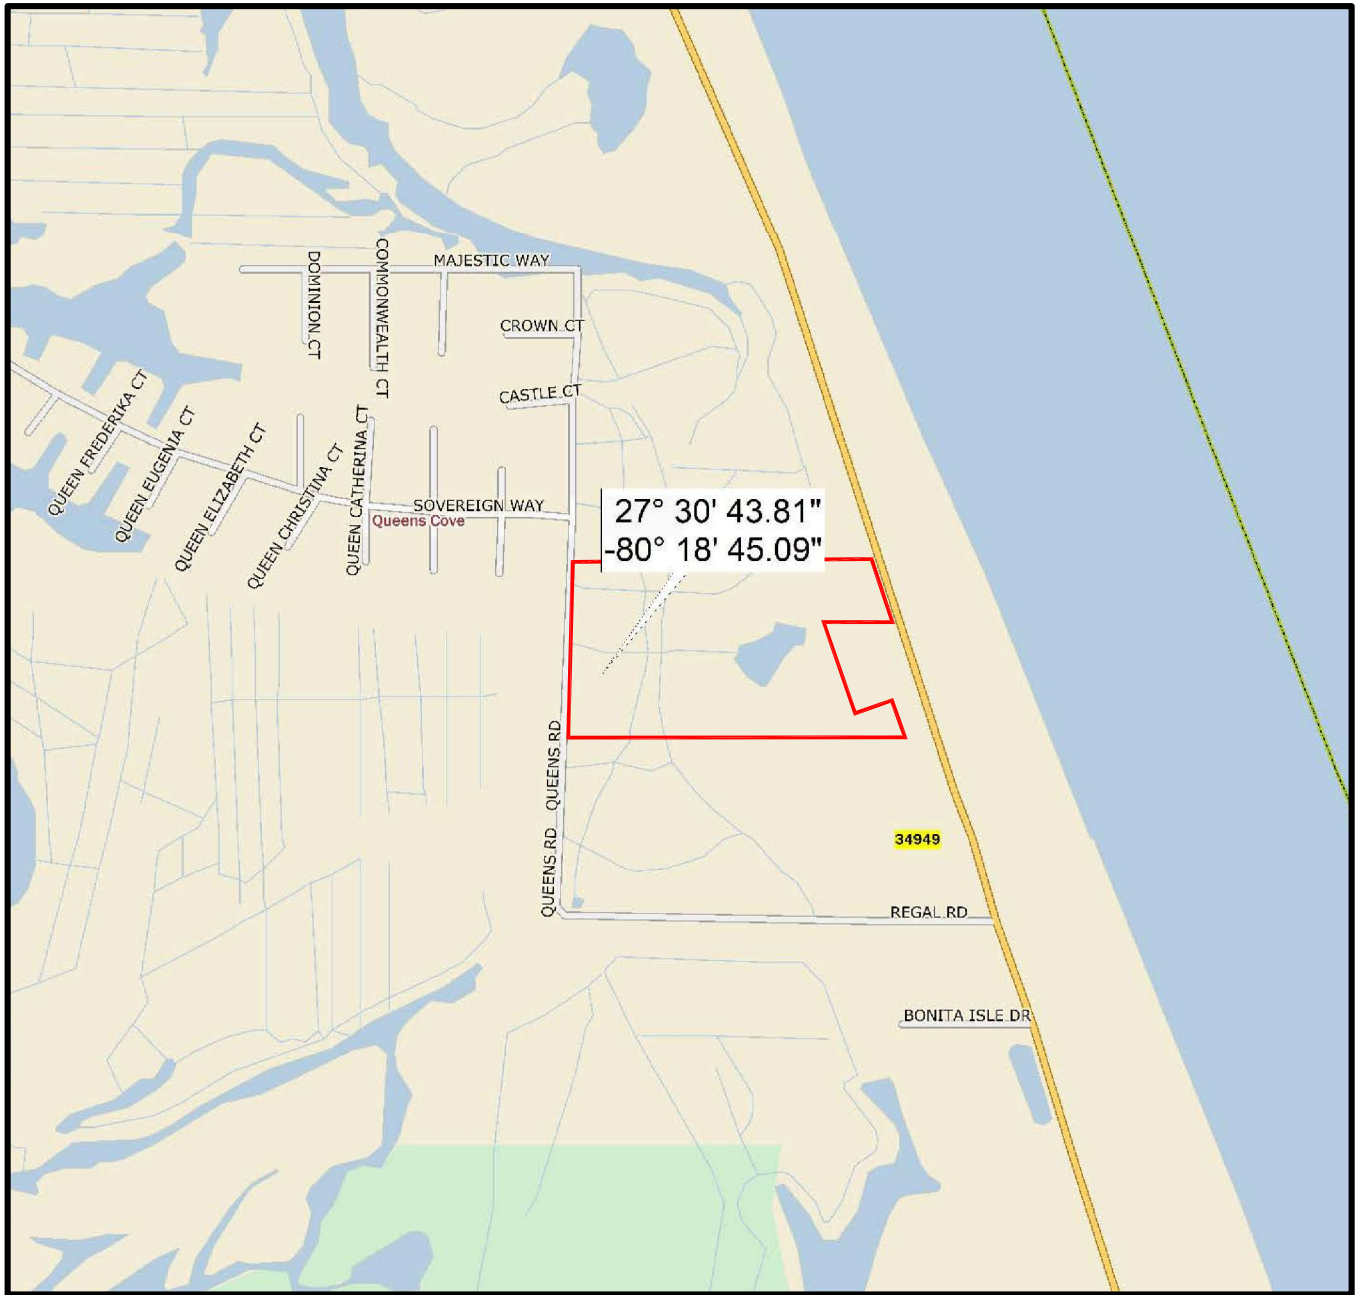 MAJESTIC WAY
DOMINION CT
COMMONWEALTH CT
CROWN CT
CASTLE CT
QUEEN FREDERIKA CT
QUEEN EUGENIA CT
QUEEN ELIZABETH CT
QUEEN CHRISTINA CT
QUEEN CATHERINA CT
SOVEREIGN WAY
Queens Cove
27° 30' 43.81"
-80° 18' 45.09"
QUEENS RD
QUEENS RD
34949
REGAL RD
BONITA ISLE DR